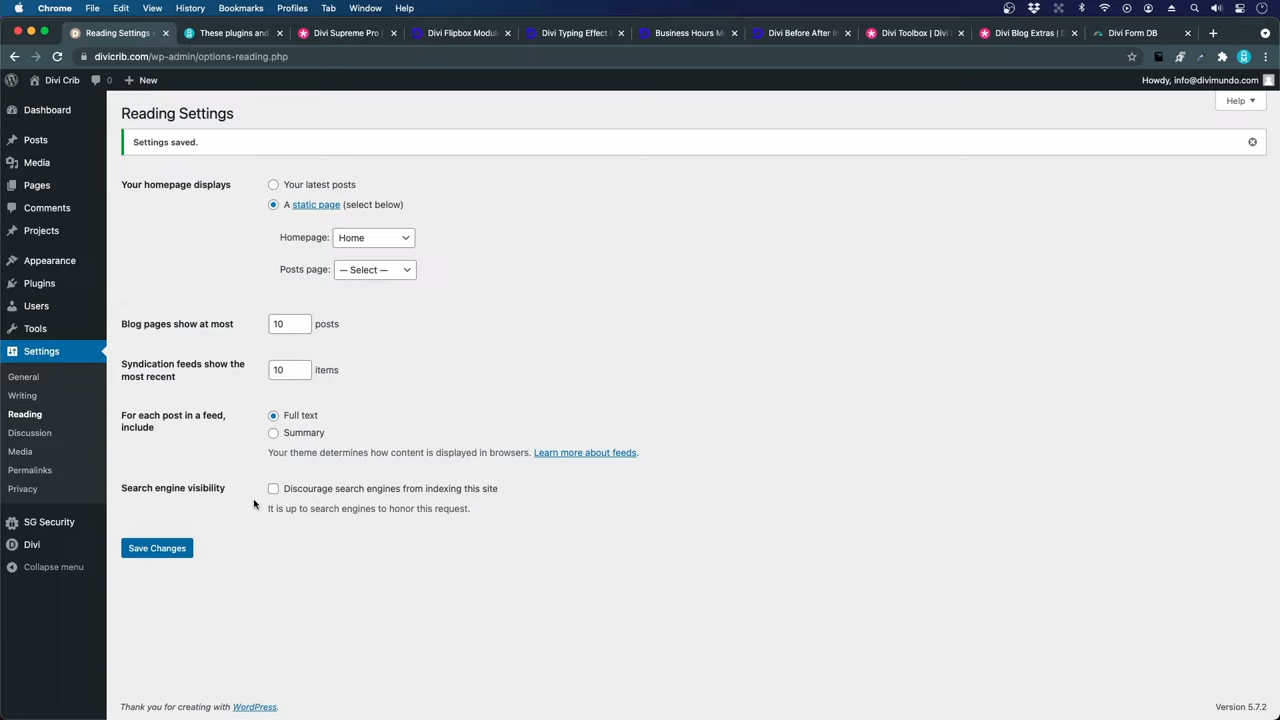 Chrome File Edit View History Bookmarks Profiles Tab Window Help
Reading Settings
These plugins and
Divi Supreme Pro
Divi Flipbox Modul
Divi Typing Effect
Business Hours M
Divi Before After In
Divi Toolbox | Divi
Divi Blog Extras | D
Divi Form DB
divicrib.com/wp-admin/options-reading.php
Divi Crib 0 New Howdy, info@divimundo.com
Help
Dashboard
Posts
Media
Pages
Comments
Projects
Appearance
Plugins
Users
Tools
Settings
General
Writing
Reading
Discussion
Media
Permalinks
Privacy
SG Security
Divi
Collapse menu
Reading Settings
Settings saved.
Your homepage displays
Your latest posts
A static page (select below)
Homepage: Home
Posts page: — Select —
Blog pages show at most 10 posts
Syndication feeds show the
most recent
10 items
For each post in a feed,
include
Full text
Summary
Your theme determines how content is displayed in browsers. Learn more about feeds.
Search engine visibility
Discourage search engines from indexing this site
It is up to search engines to honor this request.
Save Changes
Thank you for creating with WordPress. Version 5.7.2